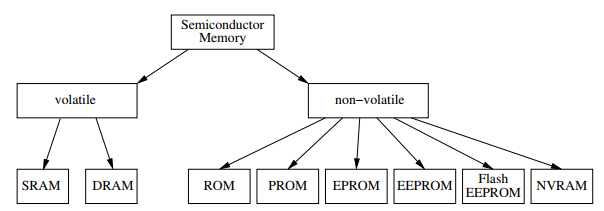 Semiconductor
Memory
volatile
non-volatile
SRAM
DRAM
ROM
PROM
EPROM
EEPROM
Flash
EEPROM
NVRAM